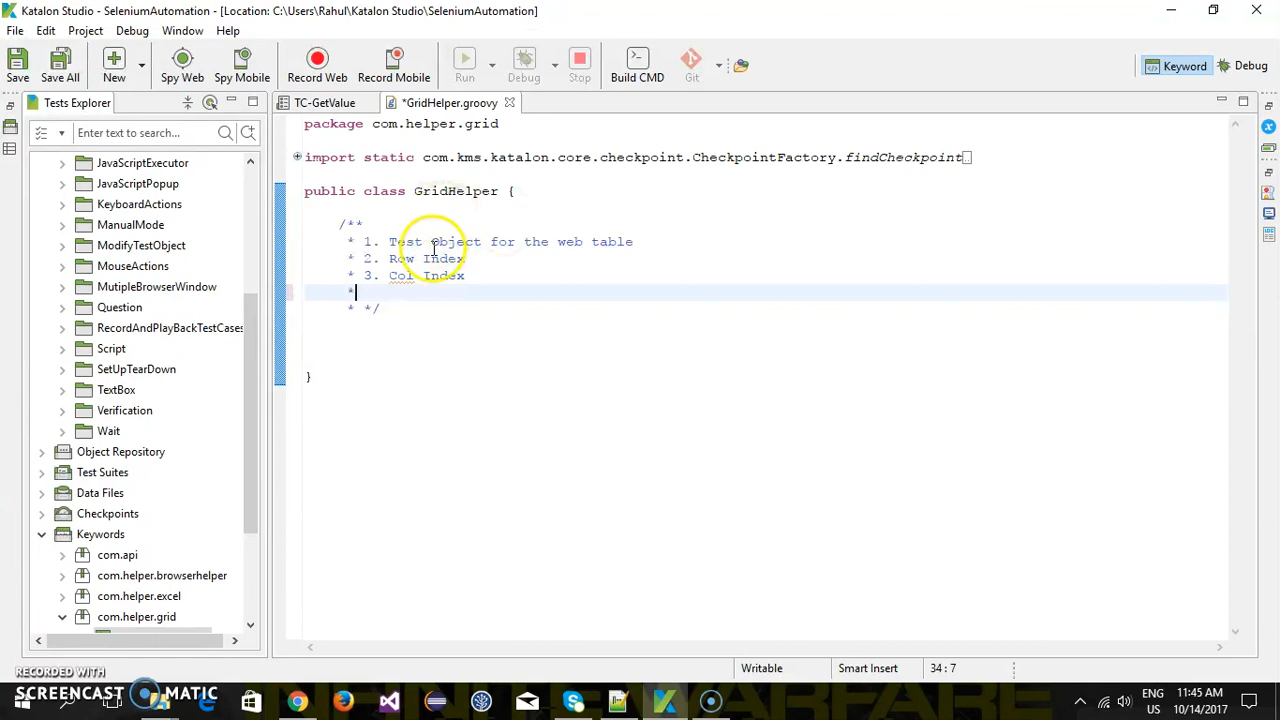 Katalon Studio - SeleniumAutomation - [Location: C:\Users\Rahul\Katalon Studio\SeleniumAutomation]
File Edit Project Debug Window Help
Save Save All New Spy Web Spy Mobile Record Web Record Mobile Run Debug Stop Build CMD Git Keyword Debug
Tests Explorer
TC-GetValue
*GridHelper.groovy
Enter text to search...
JavaScriptExecutor
JavaScriptPopup
KeyboardActions
ManualMode
ModifyTestObject
MouseActions
MutipleBrowserWindow
Question
RecordAndPlayBackTestCases
Script
SetUpTearDown
TextBox
Verification
Wait
Object Repository
Test Suites
Data Files
Checkpoints
Keywords
com.api
com.helper.browserhelper
com.helper.excel
com.helper.grid
package com.helper.grid
import static com.kms.katalon.core.checkpoint.CheckpointFactory.findCheckpoint
public class GridHelper {
/**
* 1. Test Object for the web table
* 2. Row Index
* 3. Col Index
*
* */
}
Writable Smart Insert 34 : 7
RECORDED WITH
SCREENCAST MATIC
ENG 11:45 AM
US 10/14/2017